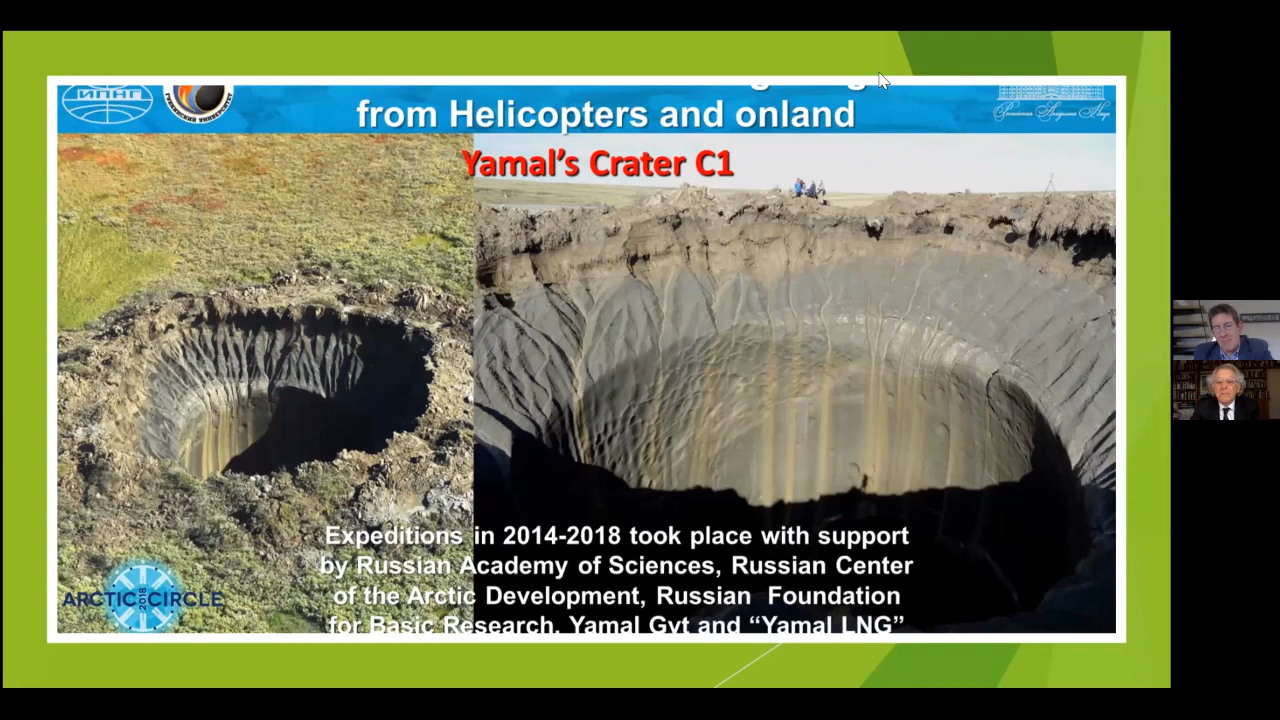 ИПНГ
from Helicopters and onland
Yamal’s Crater C1
Expeditions in 2014-2018 took place with support
by Russian Academy of Sciences, Russian Center
of the Arctic Development, Russian Foundation
for Basic Research, Yamal Gvt and “Yamal LNG”
ARCTIC 2018 CIRCLE